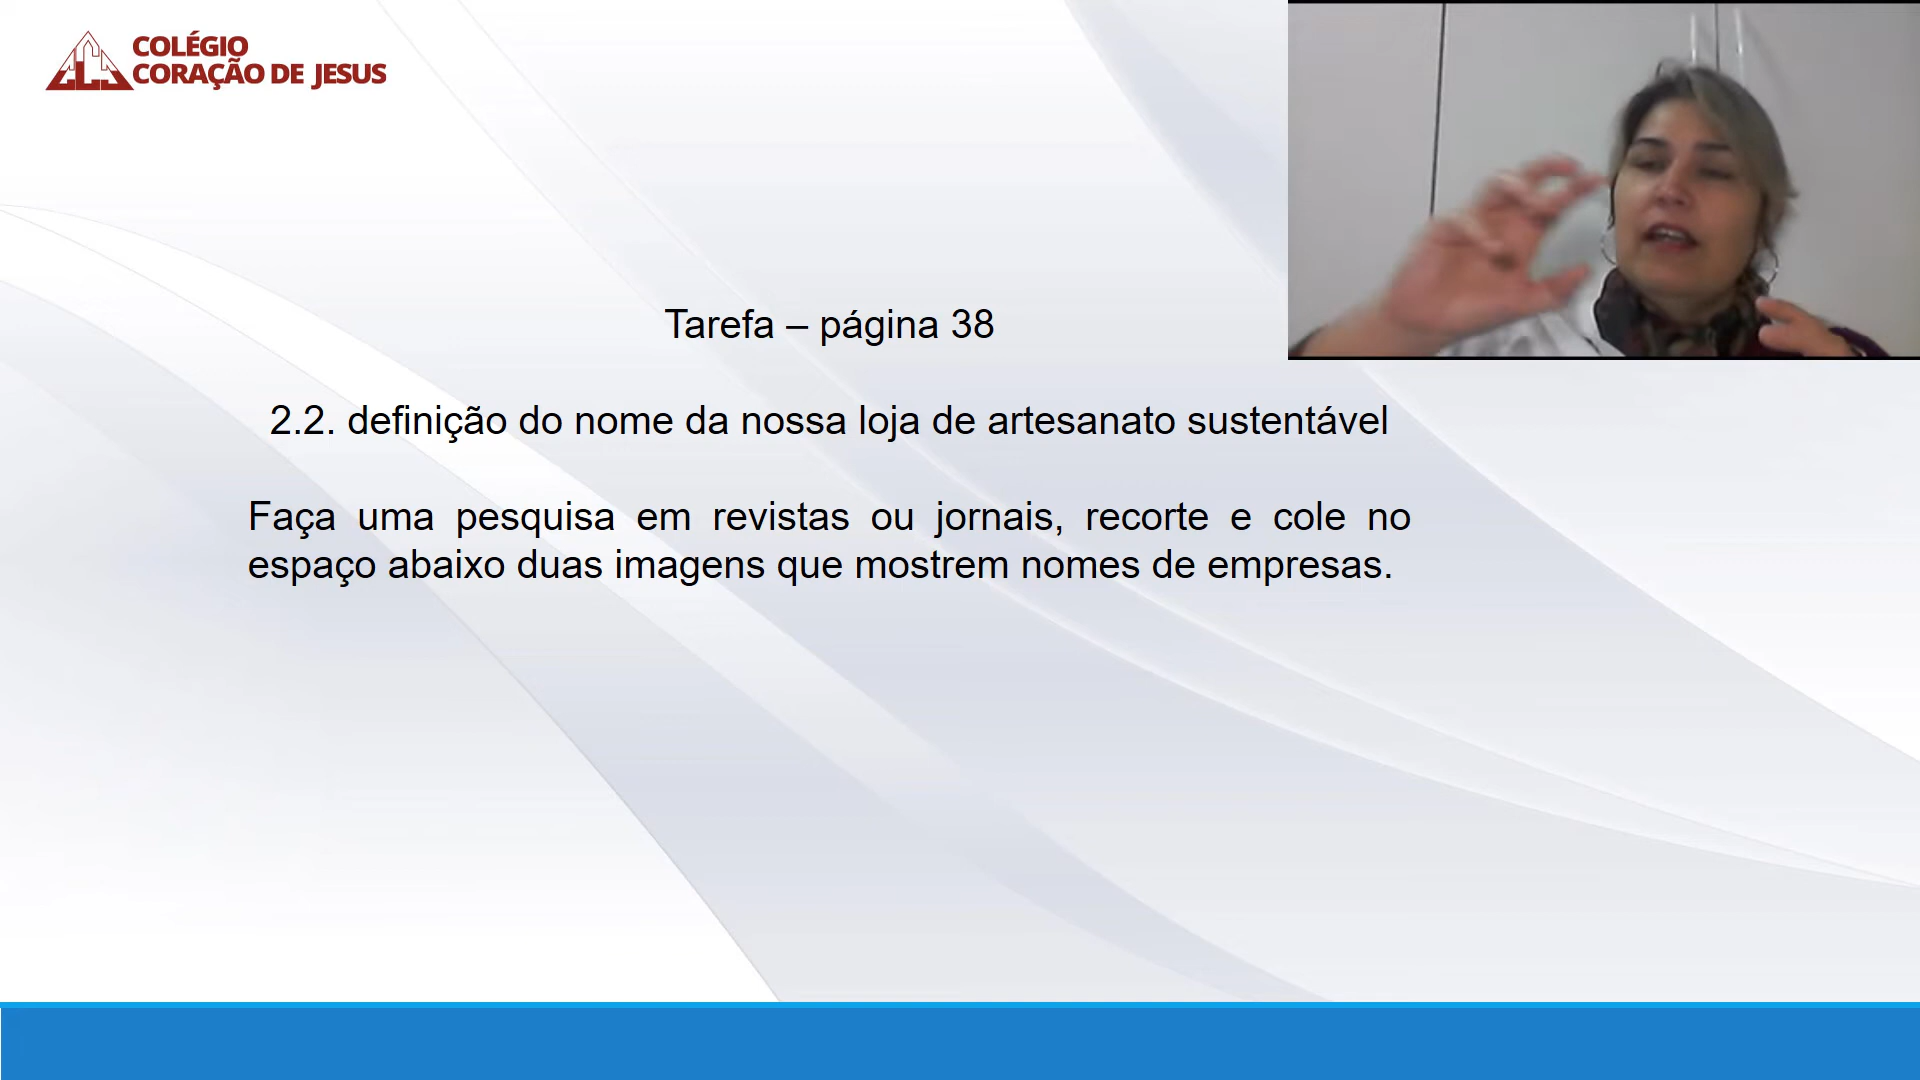 COLÉGIO
CORAÇÃO DE JESUS
Tarefa – página 38
2.2. definição do nome da nossa loja de artesanato sustentável
Faça uma pesquisa em revistas ou jornais, recorte e cole no
espaço abaixo duas imagens que mostrem nomes de empresas.